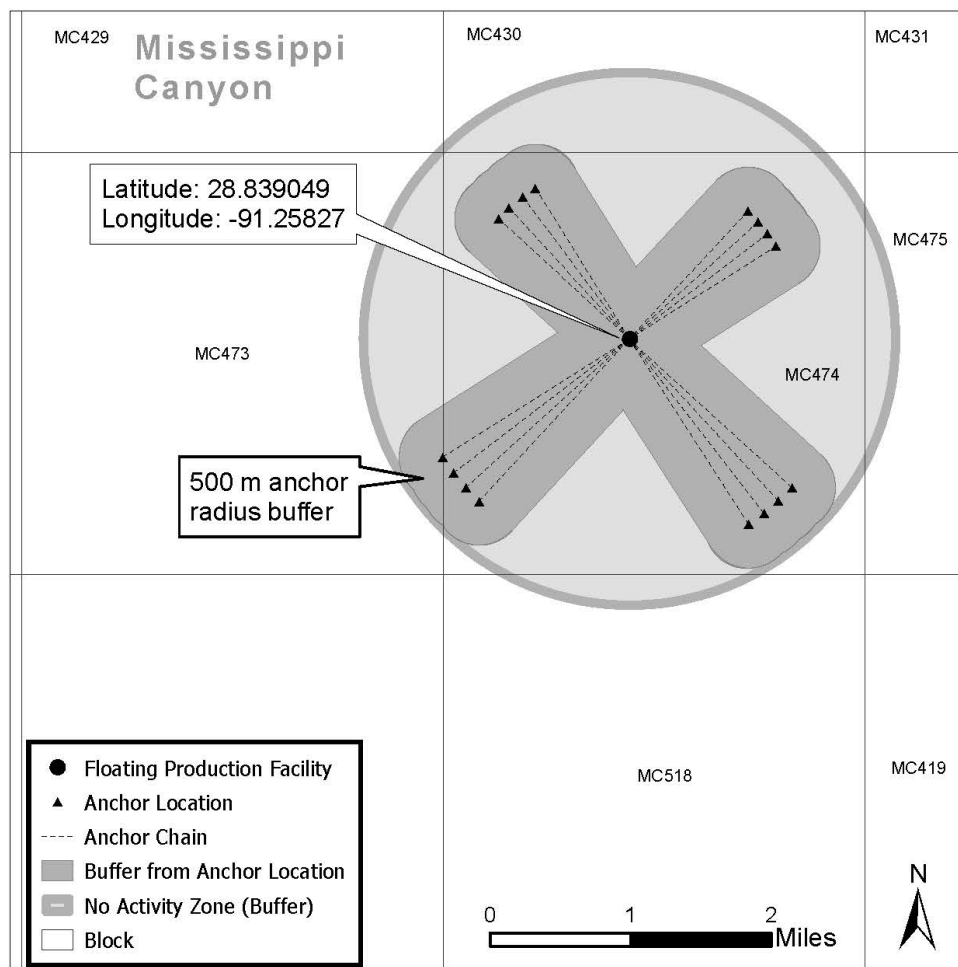 MC429
Mississippi
Canyon
MC430
MC431
Latitude: 28.839049
Longitude: -91.25827
MC475
MC473
MC474
500 m anchor
radius buffer
Floating Production Facility
Anchor Location
Anchor Chain
Buffer from Anchor Location
No Activity Zone (Buffer)
Block
MC518
MC419
N
0 1 2
Miles